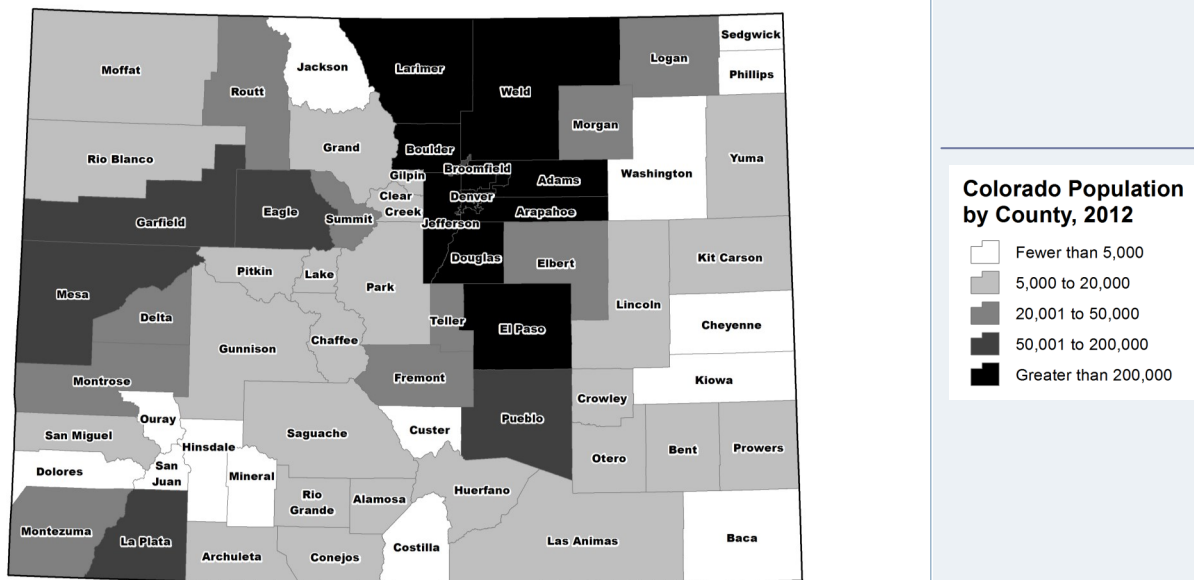 Sedgwick
Moffat
Jackson
Larimer
Logan
Phillips
Routt
Weld
Morgan
Rio Blanco
Grand
Boulder
Yuma
Broomfield
Washington
Gilpin
Adams
Clear
Creek
Denver
Eagle
Summit
Arapahoe
Garfield
Jefferson
Pitkin
Lake
Douglas
Elbert
Kit Carson
Mesa
Park
Lincoln
Delta
Teller
El Paso
Cheyenne
Gunnison
Chaffee
Montrose
Fremont
Kiowa
Crowley
Ouray
Pueblo
San Miguel
Saguache
Custer
Hinsdale
Bent
Prowers
Otero
Dolores
San
Juan
Mineral
Rio
Grande
Alamosa
Huerfano
Montezuma
La Plata
Archuleta
Conejos
Costilla
Las Animas
Baca
Colorado Population
by County, 2012
Fewer than 5,000
5,000 to 20,000
20,001 to 50,000
50,001 to 200,000
Greater than 200,000